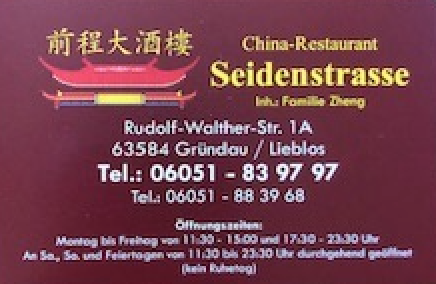 前程大酒樓
China-Restaurant
Seidenstrasse
Inh.: Familie Zheng
Rudolf-Walther-Str. 1A
63584 Gründau / Lieblos
Tel.: 06051 - 83 97 97
Tel.: 06051 - 88 39 68
Öffnungszeiten:
Montag bis Freitag von 11:30 - 15:00 und 17:30 - 23:30 Uhr
An Sa., So. und Feiertagen von 11:30 bis 23:30 Uhr durchgehend geöffnet
(kein Ruhetag)